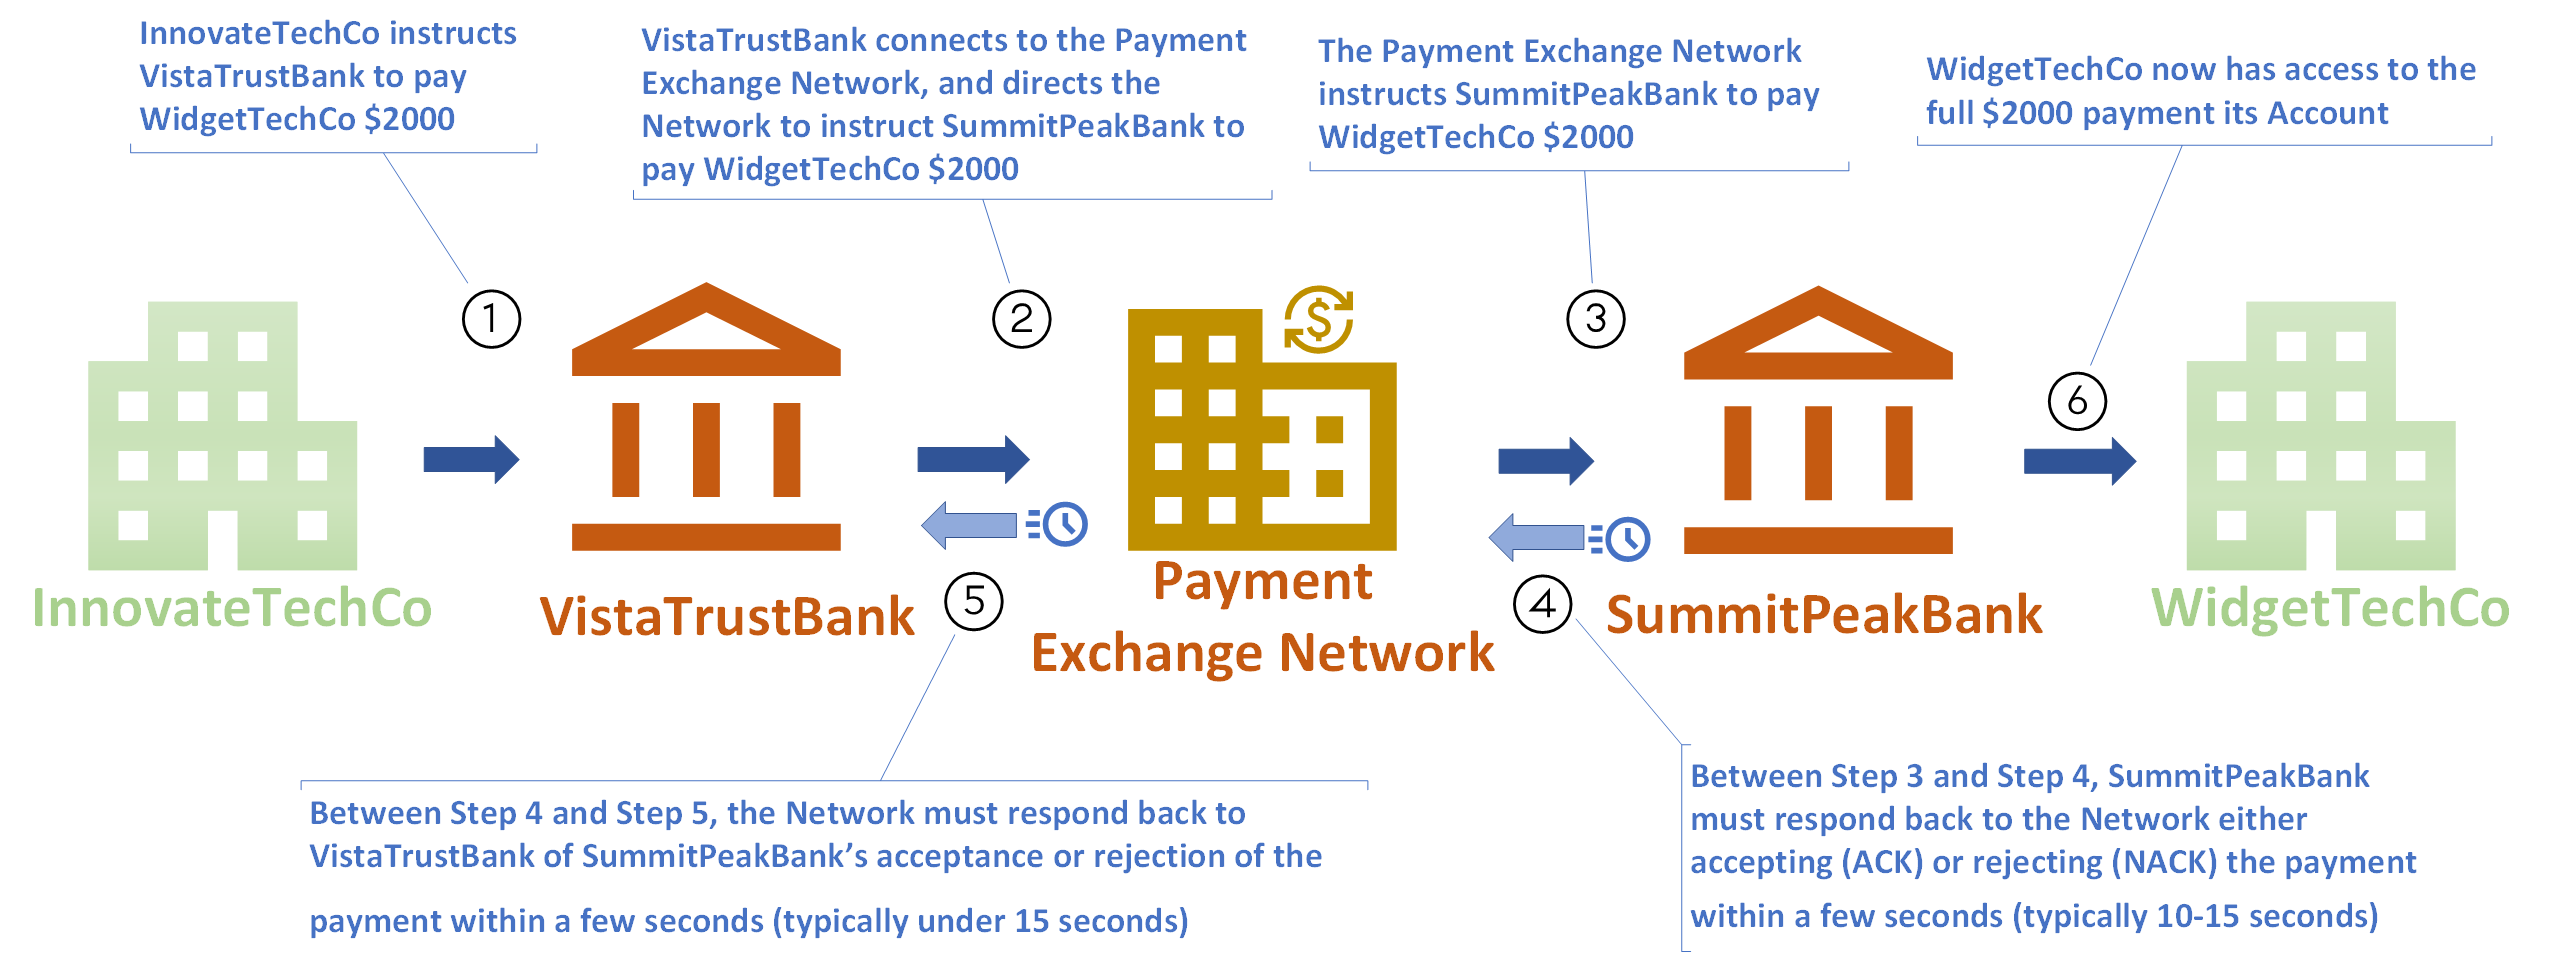 InnovateTechCo instructs
VistaTrustBank to pay
WidgetTechCo $2000
VistaTrustBank connects to the Payment
Exchange Network, and directs the
Network to instruct SummitPeakBank to
pay WidgetTechCo $2000
The Payment Exchange Network
instructs SummitPeakBank to pay
WidgetTechCo $2000
WidgetTechCo now has access to the
full $2000 payment its Account
1
2
3
6
$
InnovateTechCo
VistaTrustBank
5
Payment
Exchange Network
4
SummitPeakBank
WidgetTechCo
Between Step 4 and Step 5, the Network must respond back to
VistaTrustBank of SummitPeakBank’s acceptance or rejection of the
payment within a few seconds (typically under 15 seconds)
Between Step 3 and Step 4, SummitPeakBank
must respond back to the Network either
accepting (ACK) or rejecting (NACK) the payment
within a few seconds (typically 10-15 seconds)